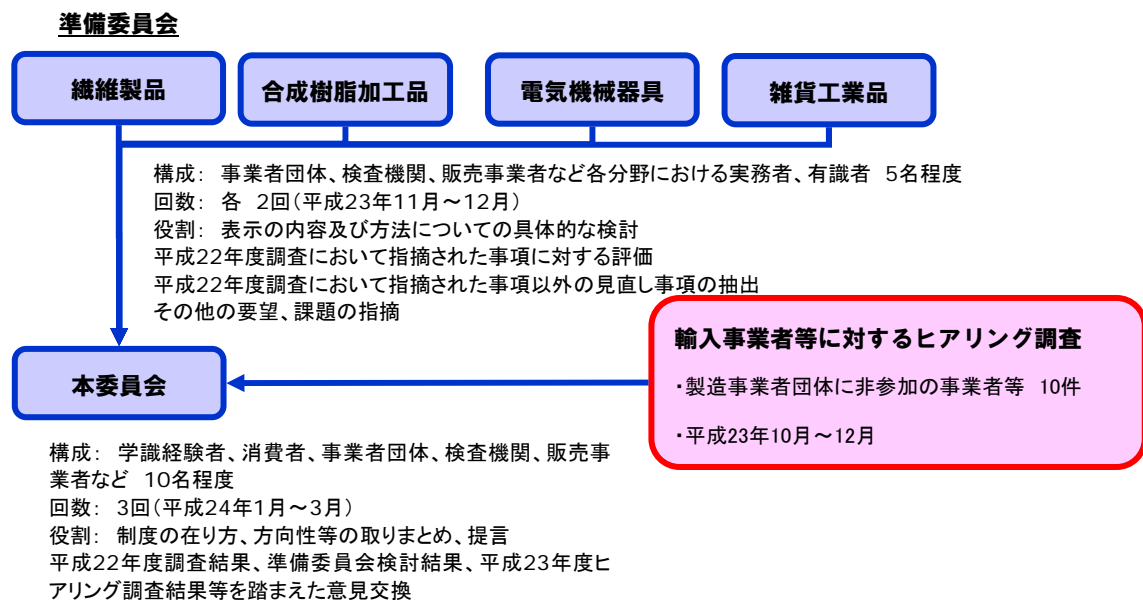 準備委員会
繊維製品
合成樹脂加工品
電気機械器具
雑貨工業品
構成： 事業者団体、検査機関、販売事業者など各分野における実務者、有識者 5名程度
回数： 各 2回（平成23年11月～12月）
役割： 表示の内容及び方法についての具体的な検討
平成22年度調査において指摘された事項に対する評価
平成22年度調査において指摘された事項以外の見直し事項の抽出
その他の要望、課題の指摘
輸入事業者等に対するヒアリング調査
・製造事業者団体に非参加の事業者等 10件
・平成23年10月～12月
本委員会
構成： 学識経験者、消費者、事業者団体、検査機関、販売事
業者など 10名程度
回数： 3回（平成24年1月～3月）
役割： 制度の在り方、方向性等の取りまとめ、提言
平成22年度調査結果、準備委員会検討結果、平成23年度ヒ
アリング調査結果等を踏まえた意見交換